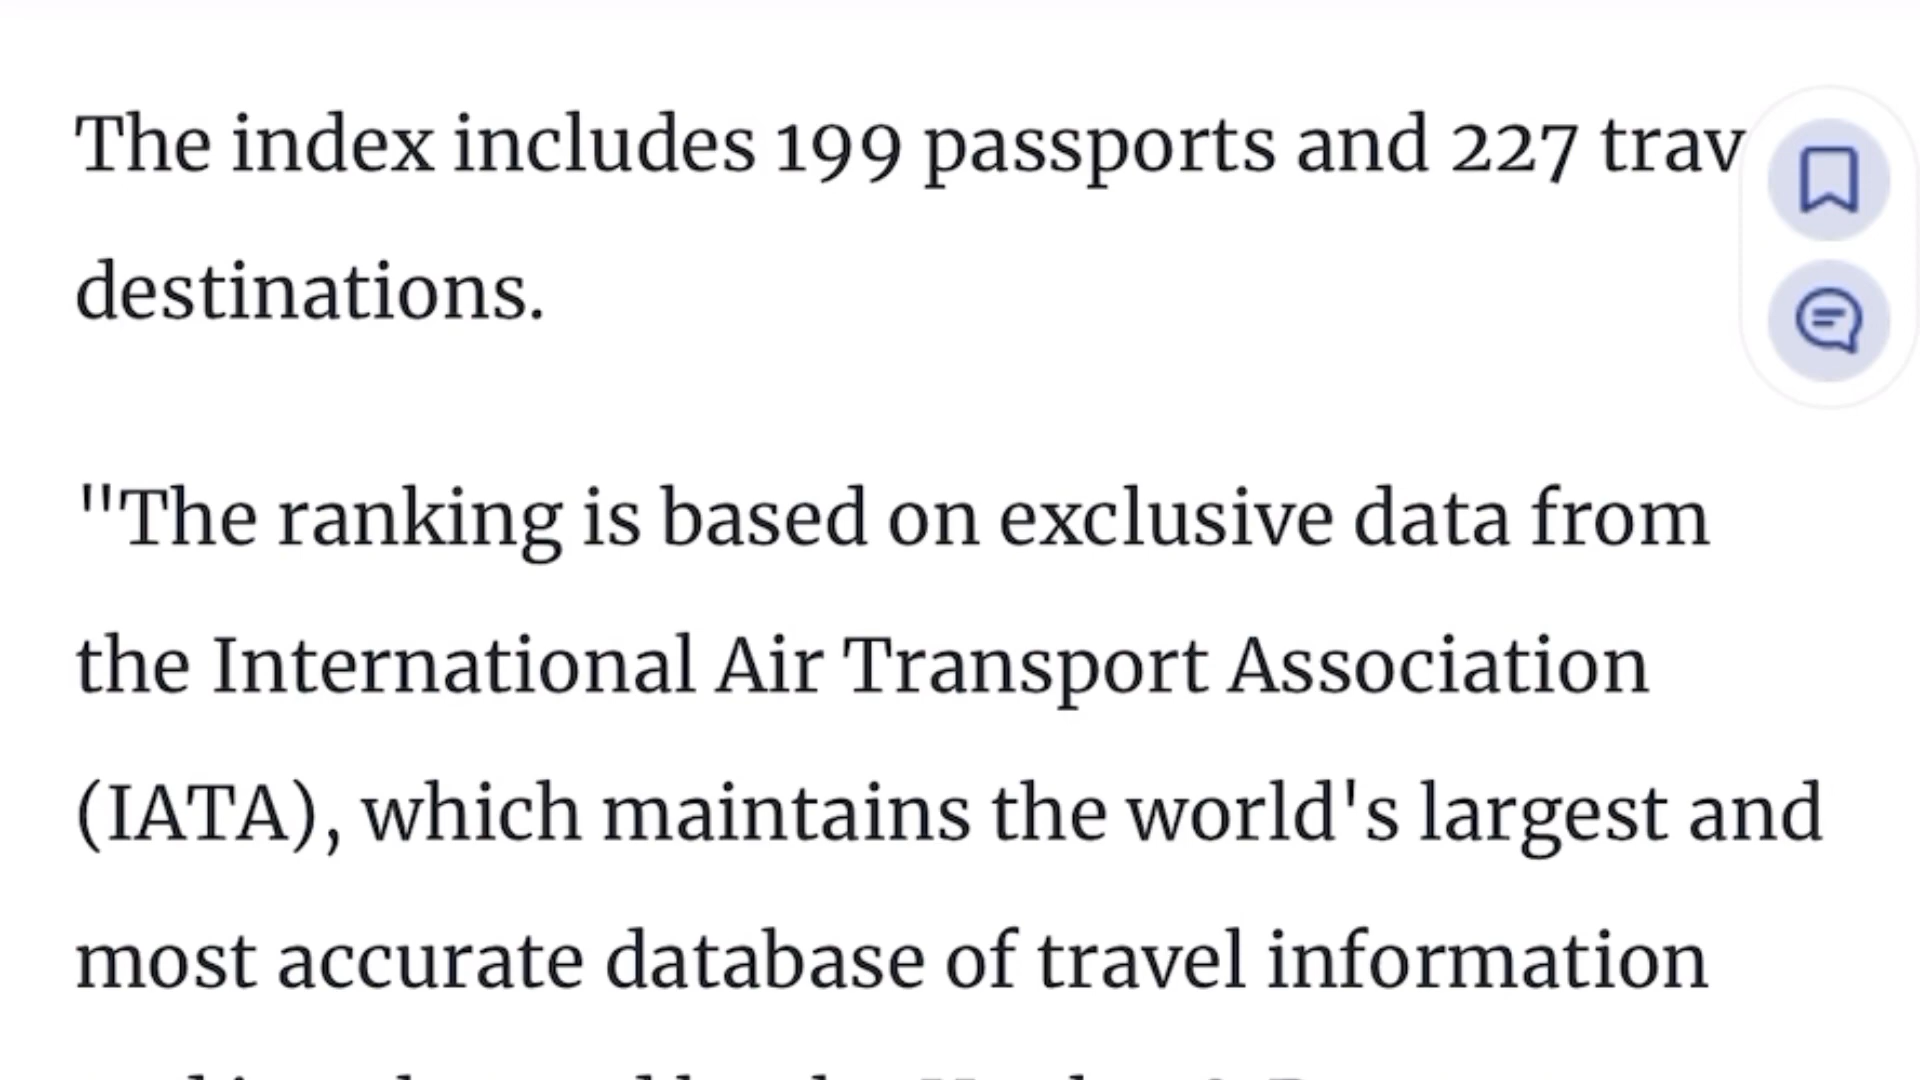 The index includes 199 passports and 227 trav
destinations.
"The ranking is based on exclusive data from
the International Air Transport Association
(IATA), which maintains the world's largest and
most accurate database of travel information